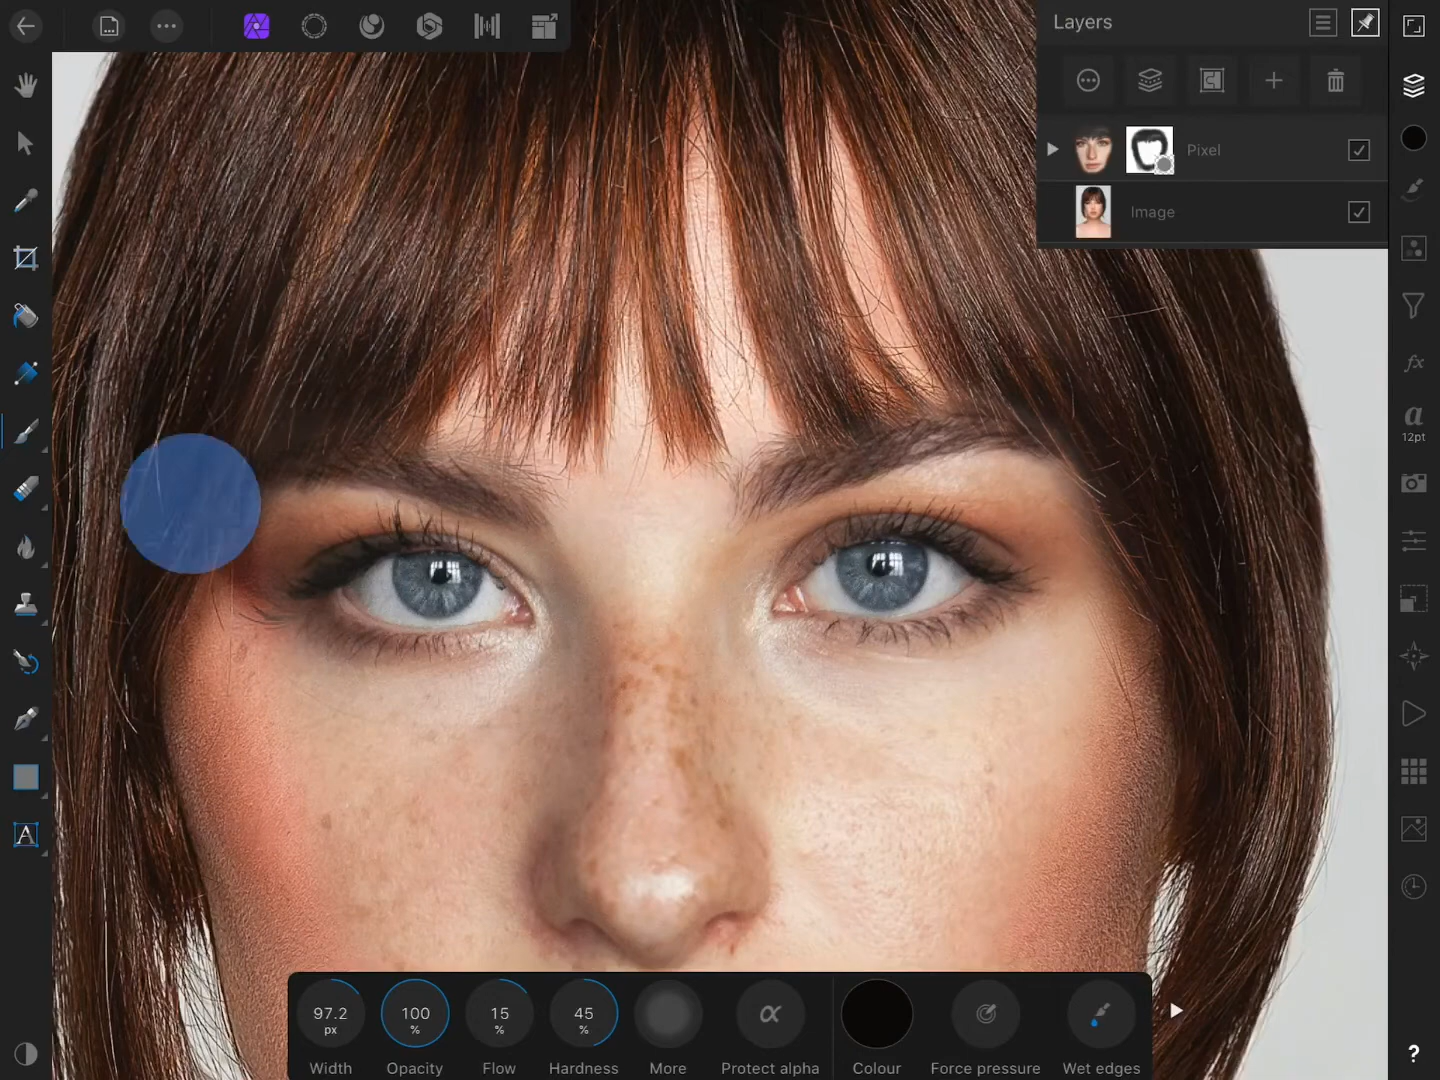 Layers
Pixel
Image
a
12pt
A
97.2
px
100
%
15
%
45
%
α
Width
Opacity
Flow
Hardness
More
Protect alpha
Colour
Force pressure
Wet edges
fx
?